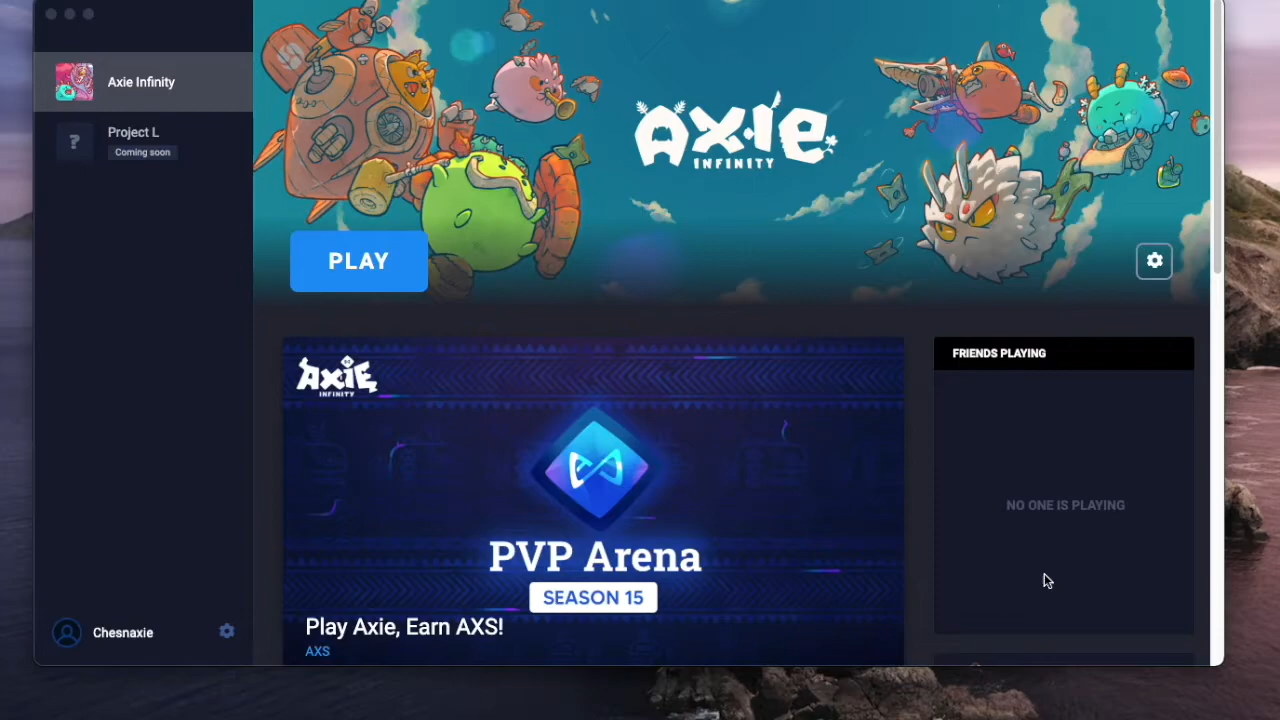 Axie Infinity
Project L
Coming soon
AXIE
INFINITY
PLAY
AXIE
INFINITY
PVP Arena
SEASON 15
Play Axie, Earn AXS!
AXS
FRIENDS PLAYING
NO ONE IS PLAYING
Chesnaxie